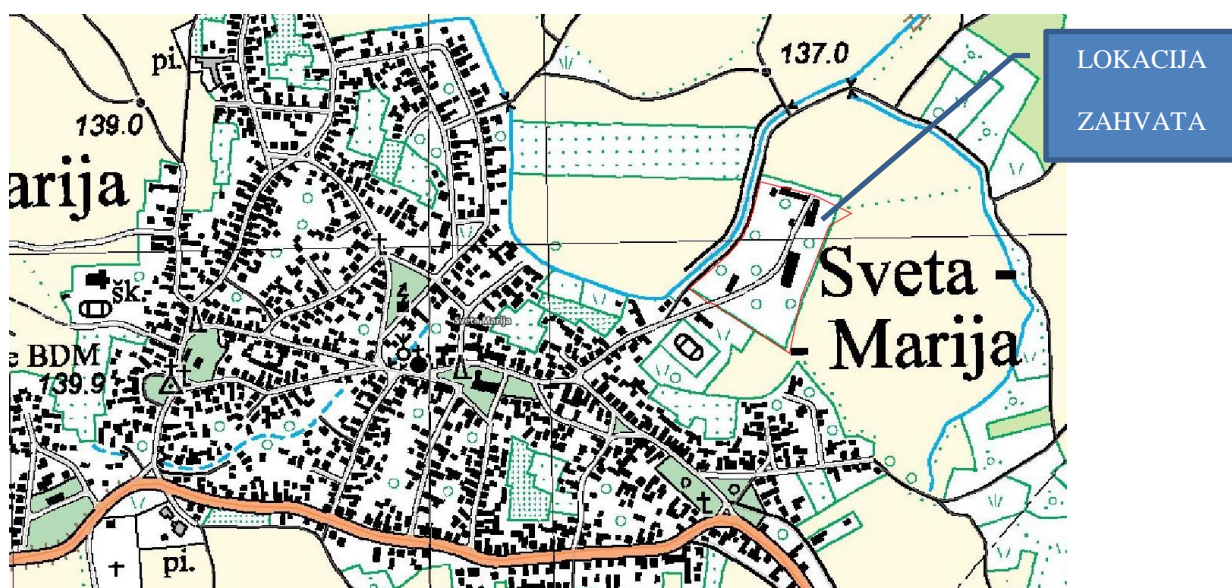 pi.
137.0
LOKACIJA
ZAHVATA
139.0
arija
šk.
Sveta Marija
Sveta -
- Marija
e BDM
139.9
pi.